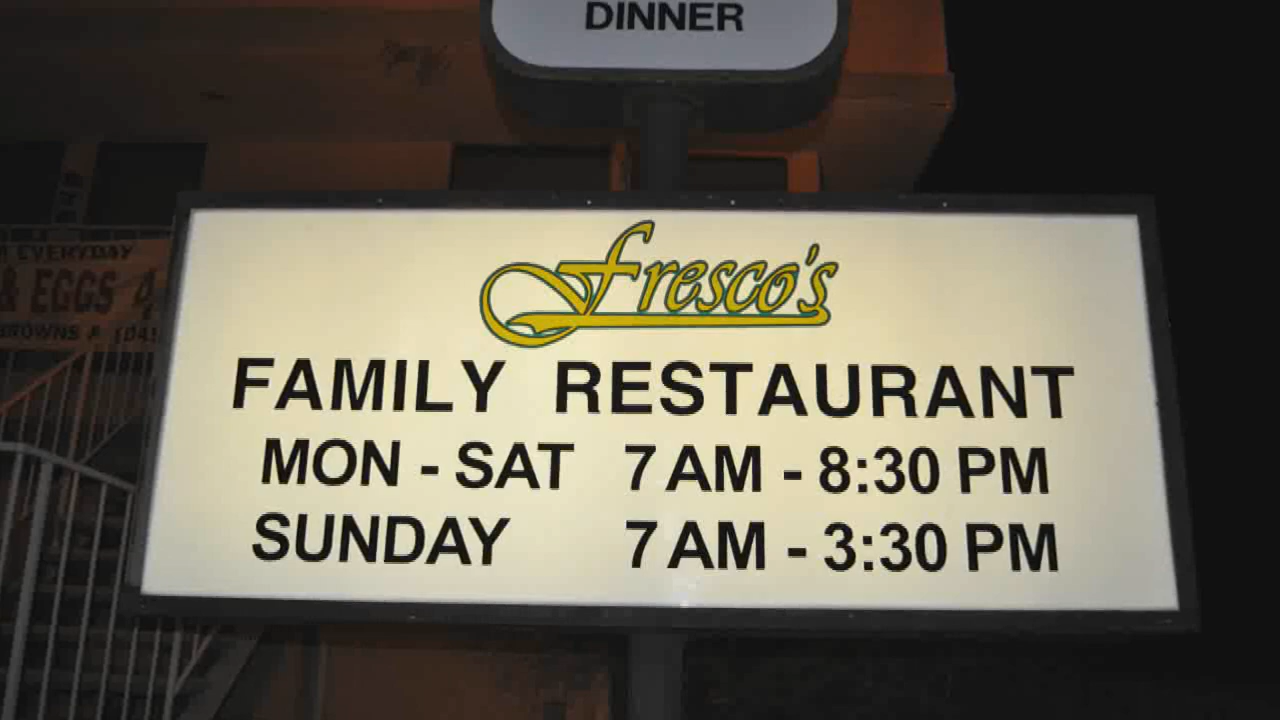 DINNER
EVERYDAY
& EGGS
BROWNS &
Fresco's
FAMILY RESTAURANT
MON - SAT 7 AM - 8:30 PM
SUNDAY 7 AM - 3:30 PM